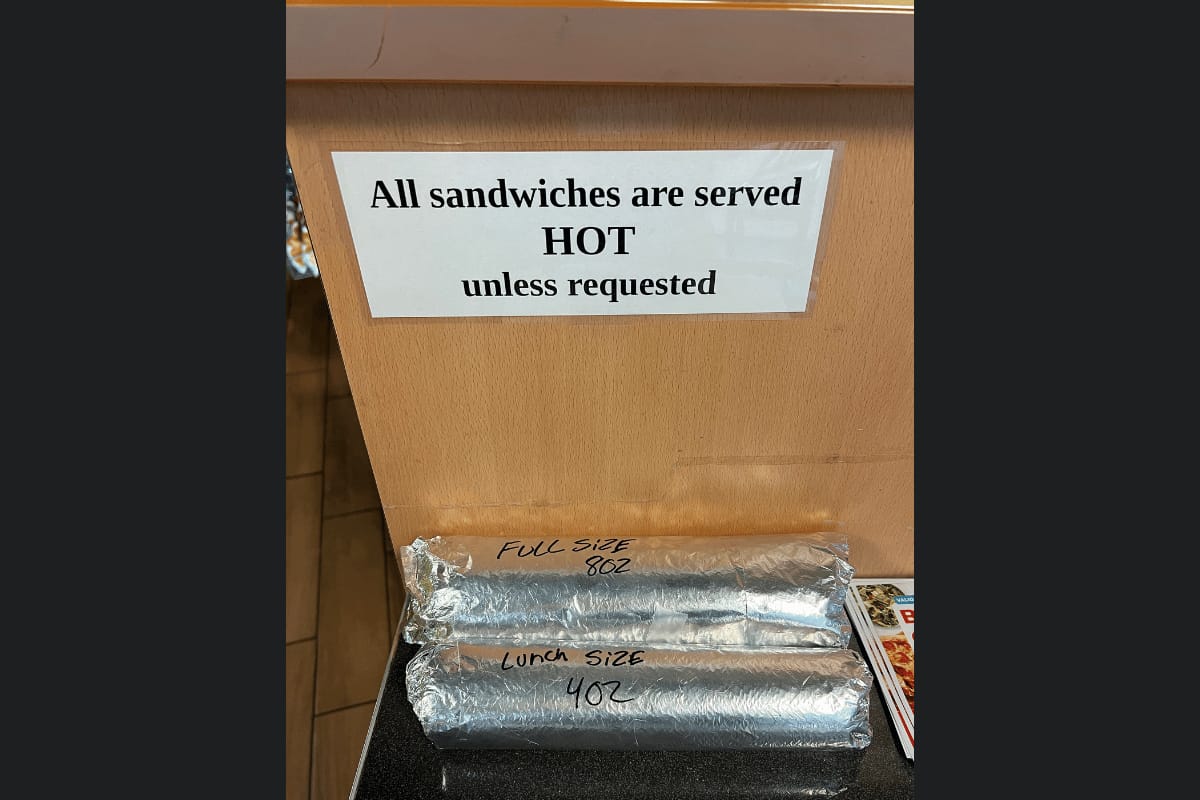 All sandwiches are served
HOT
unless requested
FULL SiZE
8OZ
Lunch SiZE
4OZ